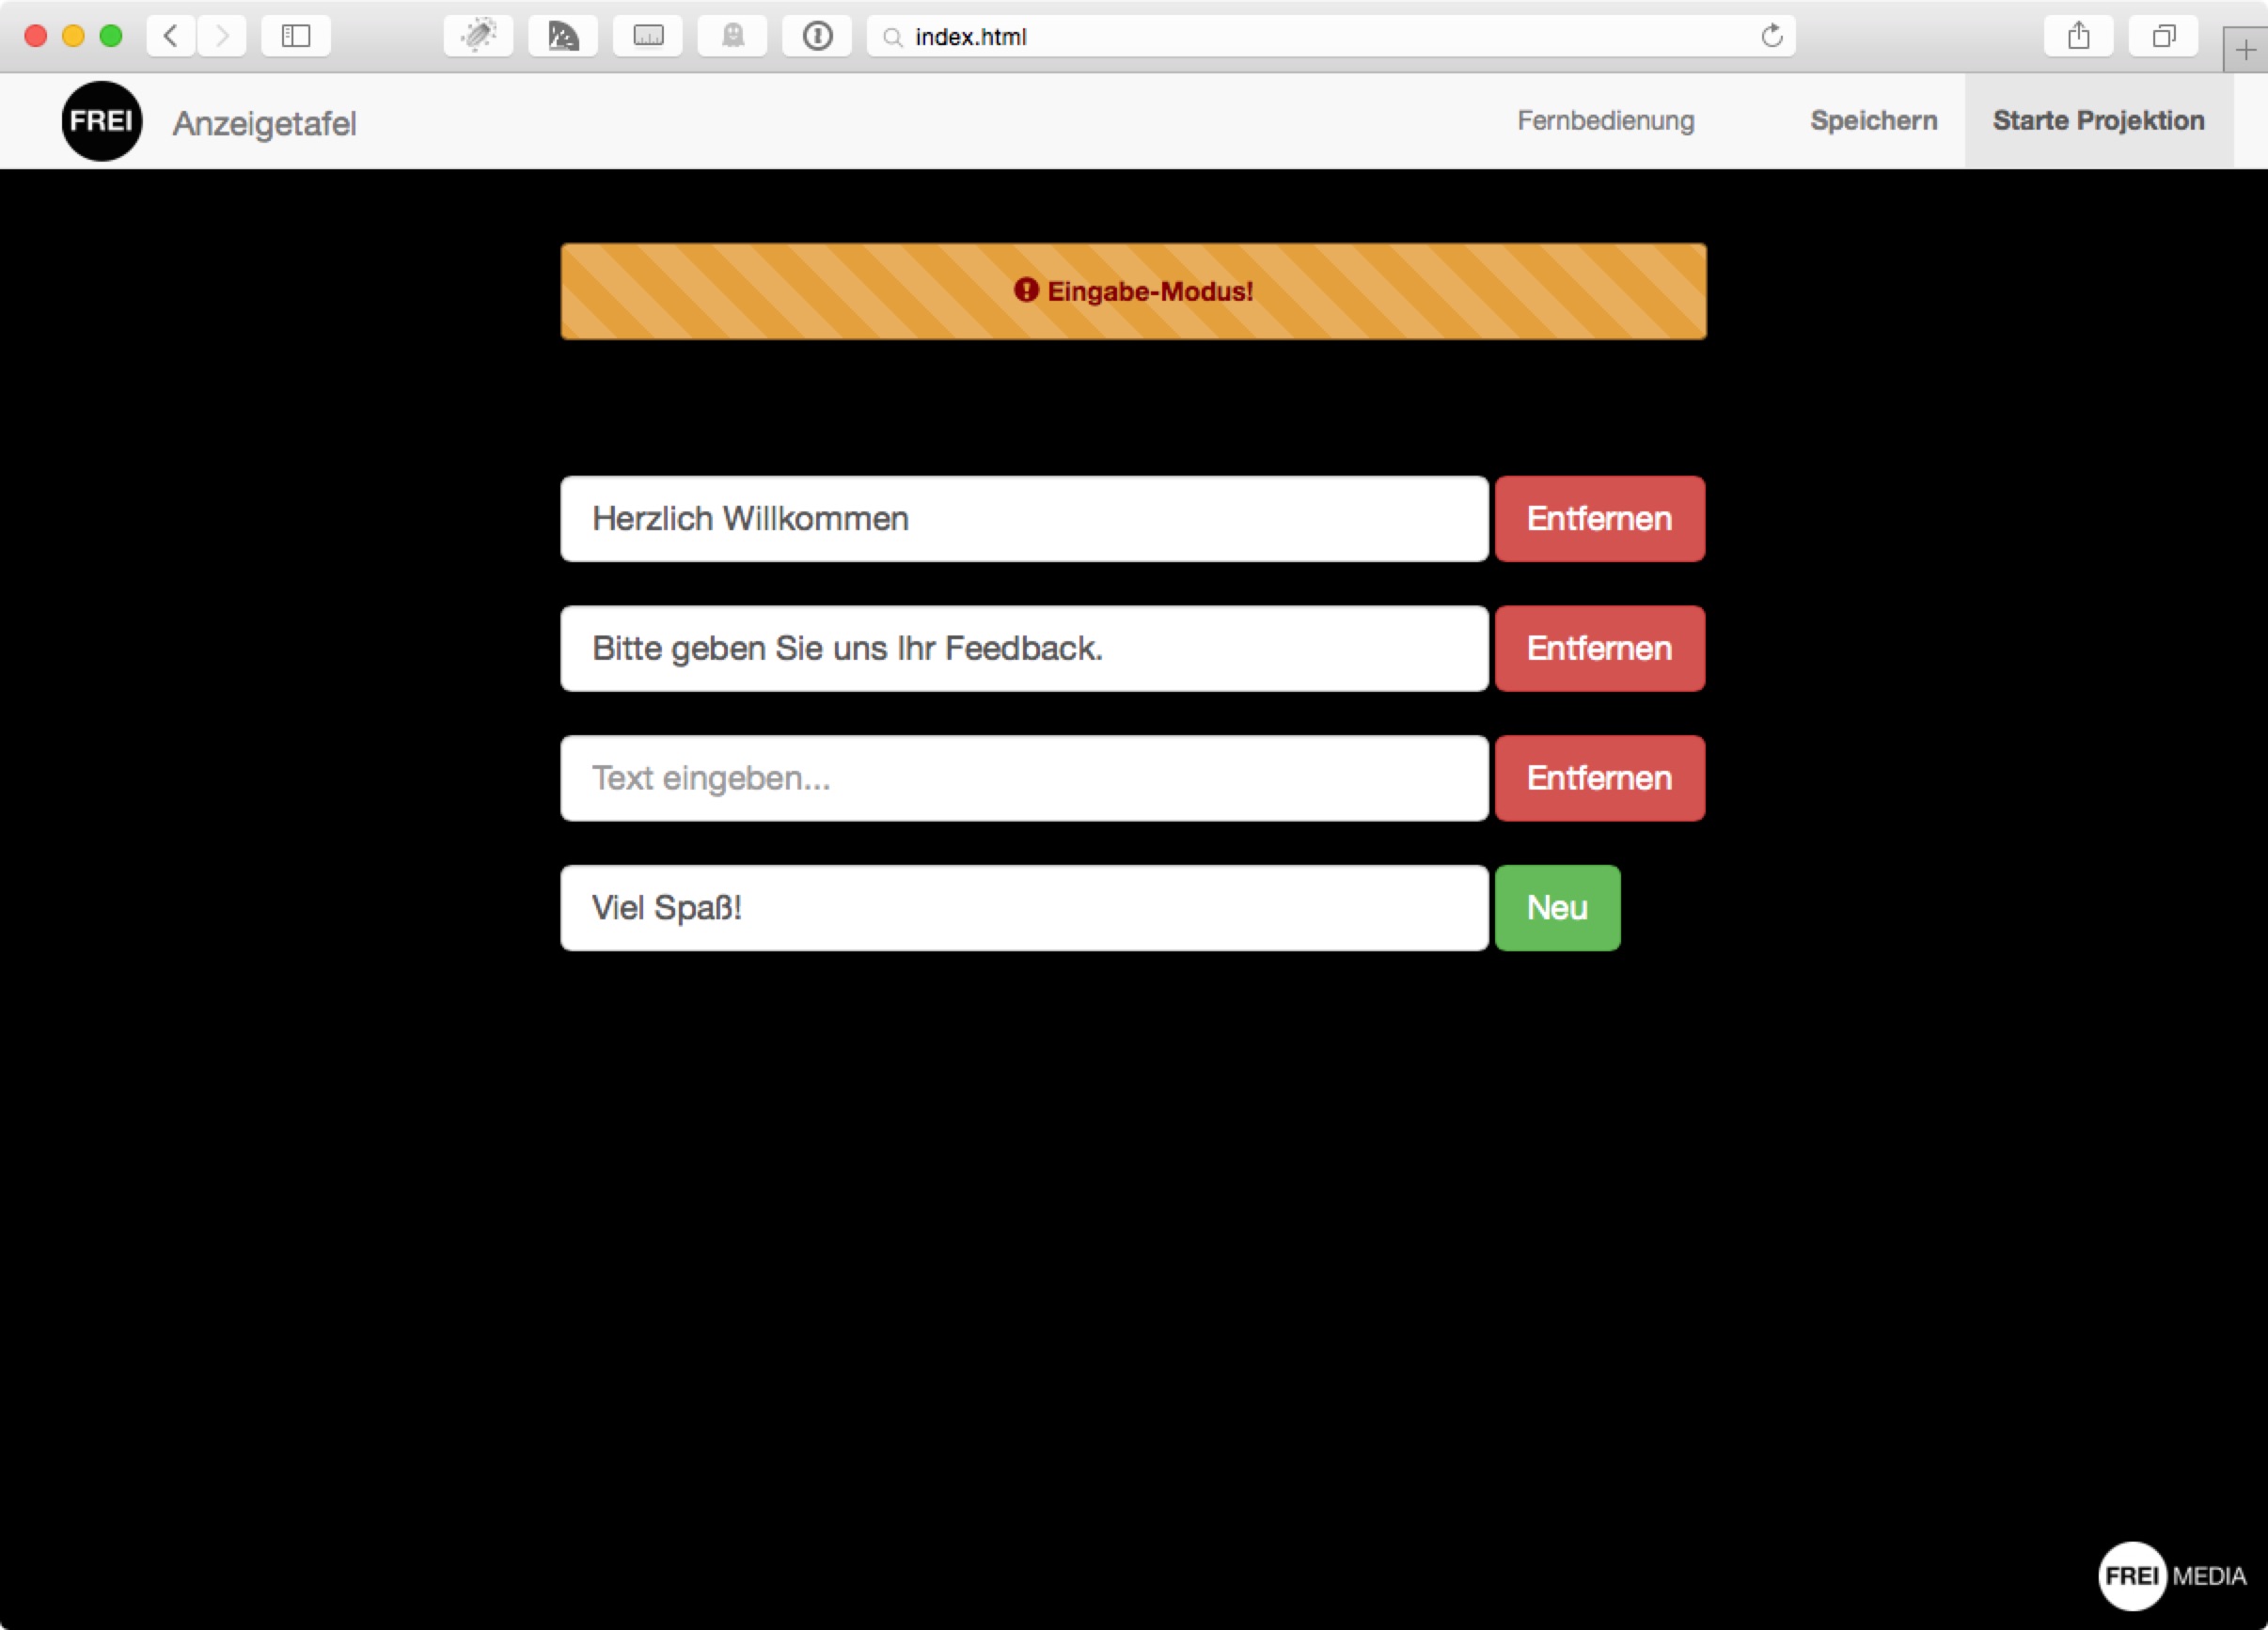 index.html
FREI Anzeigetafel Fernbedienung Speichern Starte Projektion
Eingabe-Modus!
Herzlich Willkommen Entfernen
Bitte geben Sie uns Ihr Feedback. Entfernen
Text eingeben... Entfernen
Viel Spaß! Neu
FREI MEDIA